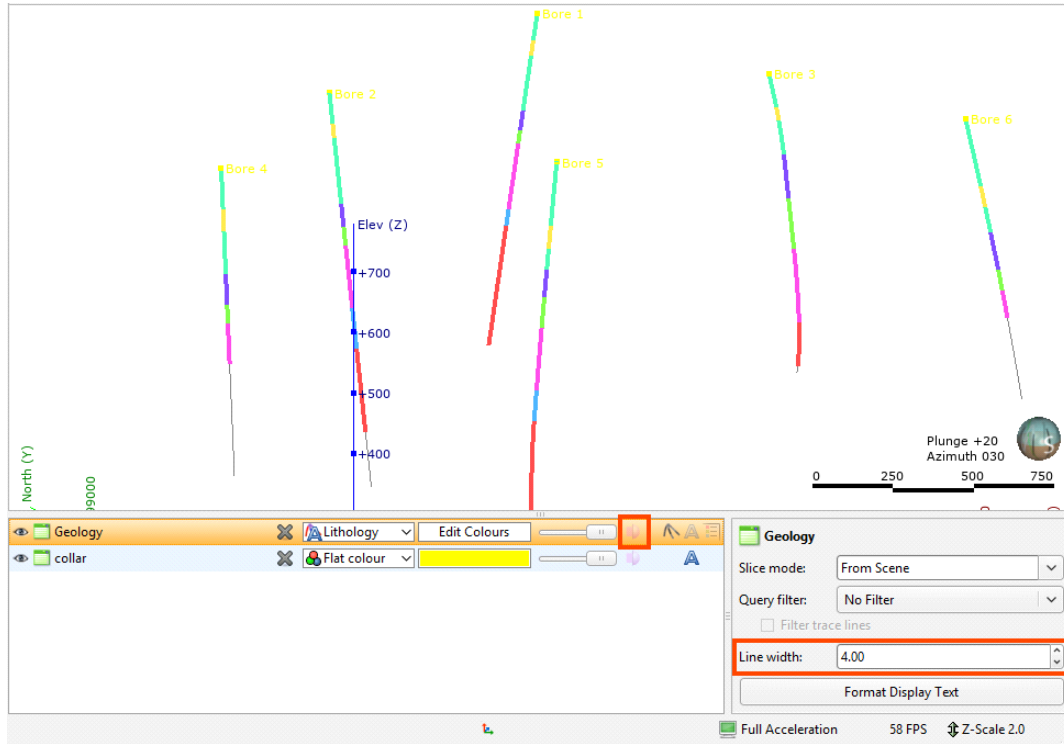 Bore 1
Bore 3
Bore 2
Bore 6
Bore 5
Bore 4
Elev (Z)
+700
+600
+500
+400
North (Y)
99000
Plunge +20
Azimuth 030
S
0 250 500 750
Geology Lithology Edit Colours
collar Flat colour
Geology
Slice mode: From Scene
Query filter: No Filter
Filter trace lines
Line width: 4.00
Format Display Text
Full Acceleration 58 FPS Z-Scale 2.0